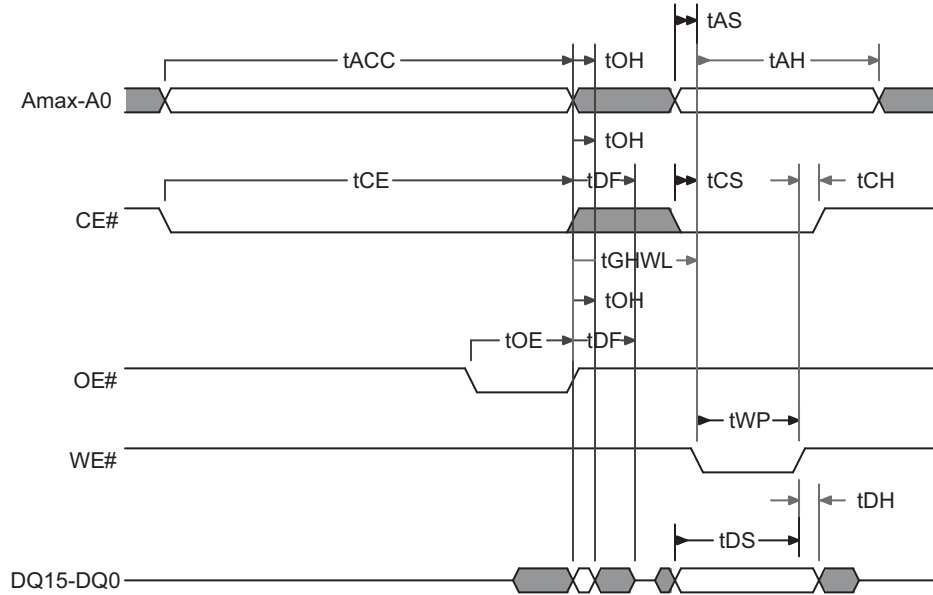 tAS
tACC tOH tAH
Amax-A0
tOH
tCE tDF tCS tCH
CE#
tGHWL
tOH
tOE tDF
OE#
tWP
WE#
tDH
tDS
DQ15-DQ0